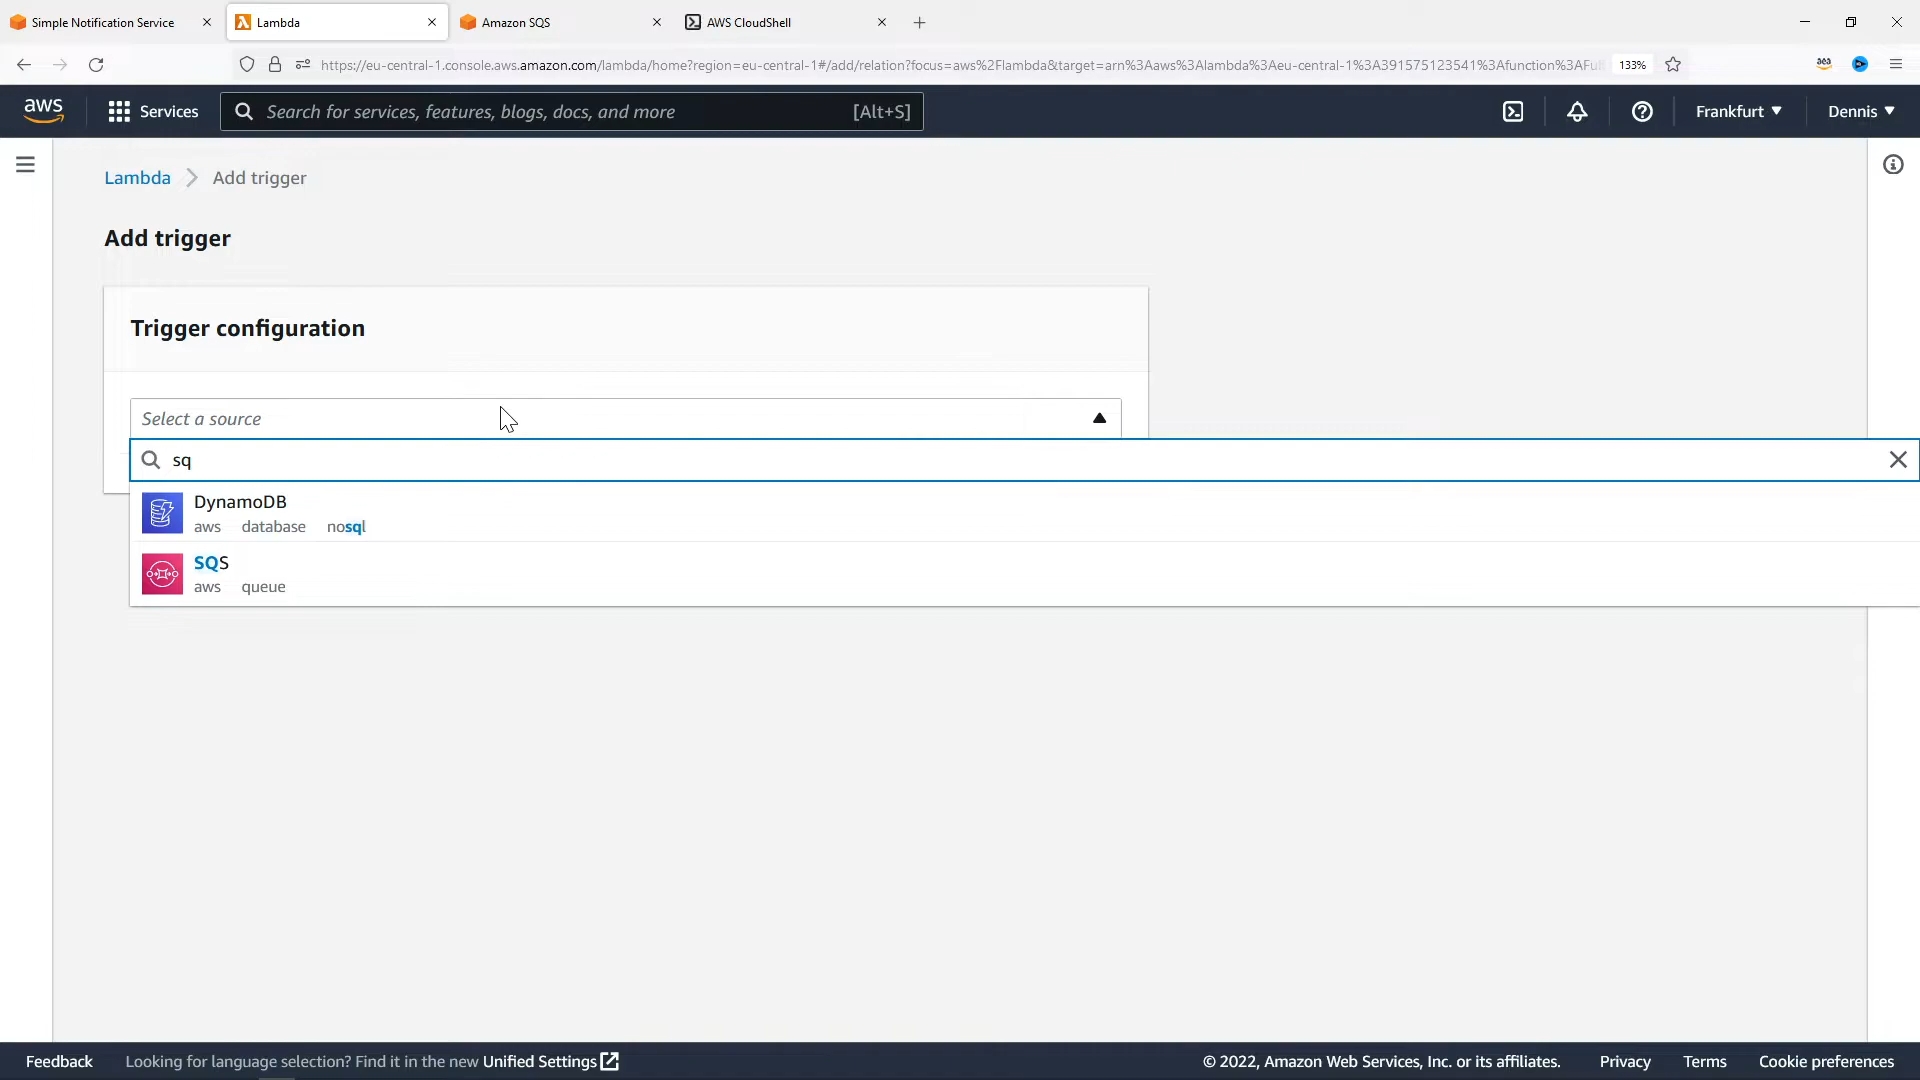 Simple Notification Service
Lambda
Amazon SQS
AWS CloudShell
https://eu-central-1.console.aws.amazon.com/lambda/home?region=eu-central-1#/add/relation?focus=aws%2Flambda&target=arn%3Aaws%3Alambda%3Aeu-central-1%3A391575123541%3Afunction%3AFu
133%
aws
Services
Search for services, features, blogs, docs, and more
[Alt+S]
Frankfurt
Dennis
Lambda
Add trigger
Add trigger
Trigger configuration
Select a source
sq
DynamoDB
aws database nosql
SQS
aws queue
Feedback
Looking for language selection? Find it in the new Unified Settings
© 2022, Amazon Web Services, Inc. or its affiliates.
Privacy
Terms
Cookie preferences